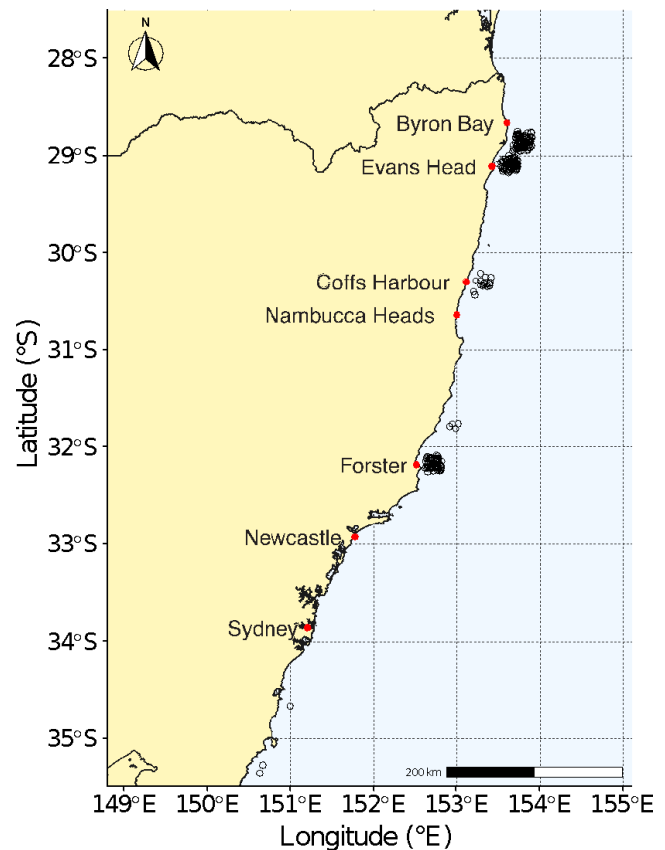 N
28°S
Byron Bay
29°S
Evans Head
30°S
Coffs Harbour
Nambucca Heads
31°S
32°S
Forster
Newcastle
33°S
Sydney
34°S
35°S
200 km
149°E 150°E 151°E 152°E 153°E 154°E 155°E
Longitude (°E)
Latitude (°S)